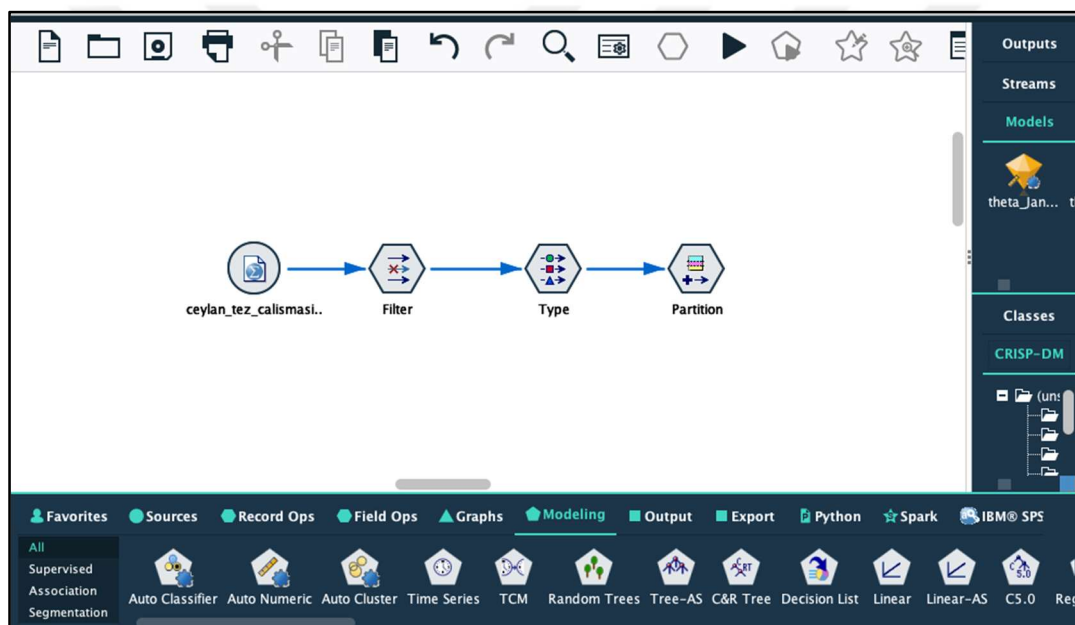 Outputs
Streams
Models
theta_Jan...
ceylan_tez_calismasi..
Filter
Type
Partition
Classes
CRISP-DM
Favorites Sources Record Ops Field Ops Graphs Modeling Output Export Python Spark IBM® SPS
All
Supervised
Association
Segmentation
Auto Classifier Auto Numeric Auto Cluster Time Series TCM Random Trees Tree-AS C&R Tree Decision List Linear Linear-AS C5.0